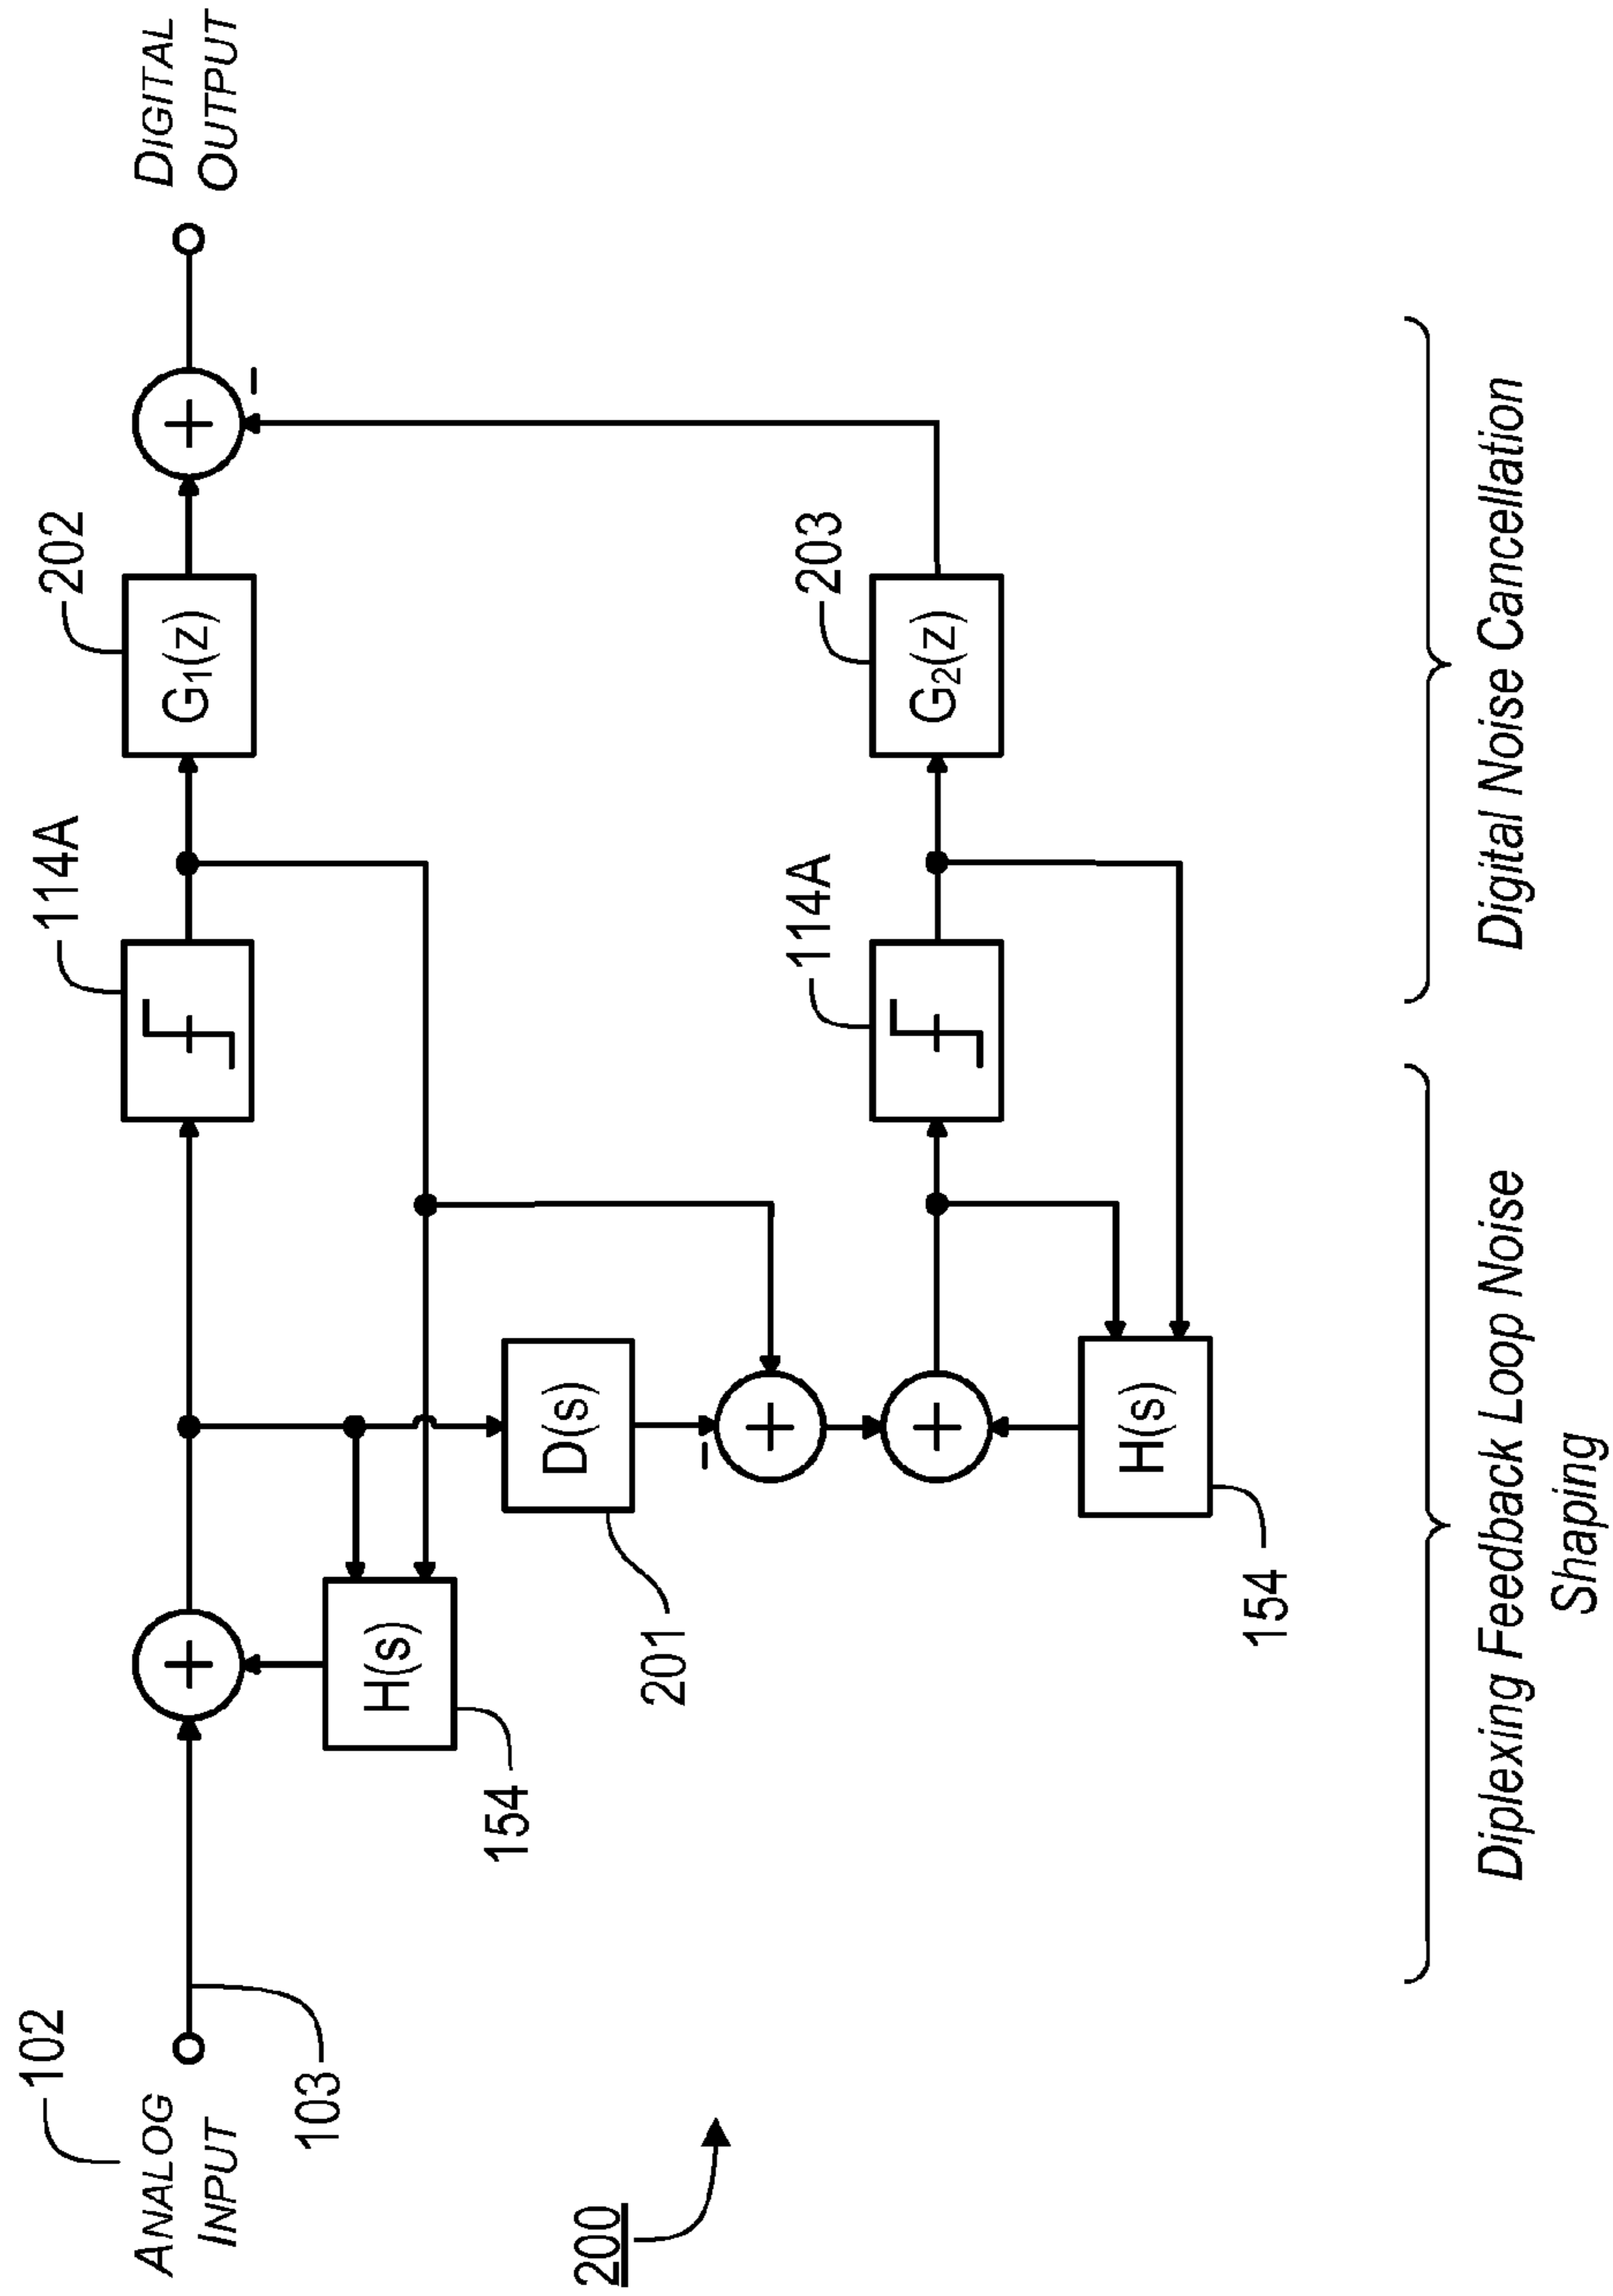 102
ANALOG
INPUT
103
154
H(s)
201
D(s)
114A
202
G1(z)
DIGITAL
OUTPUT
114A
203
G2(z)
H(s)
154
200
Diplexing Feedback Loop Noise
Shaping
Digital Noise Cancellation
+
+
-
+
-
+